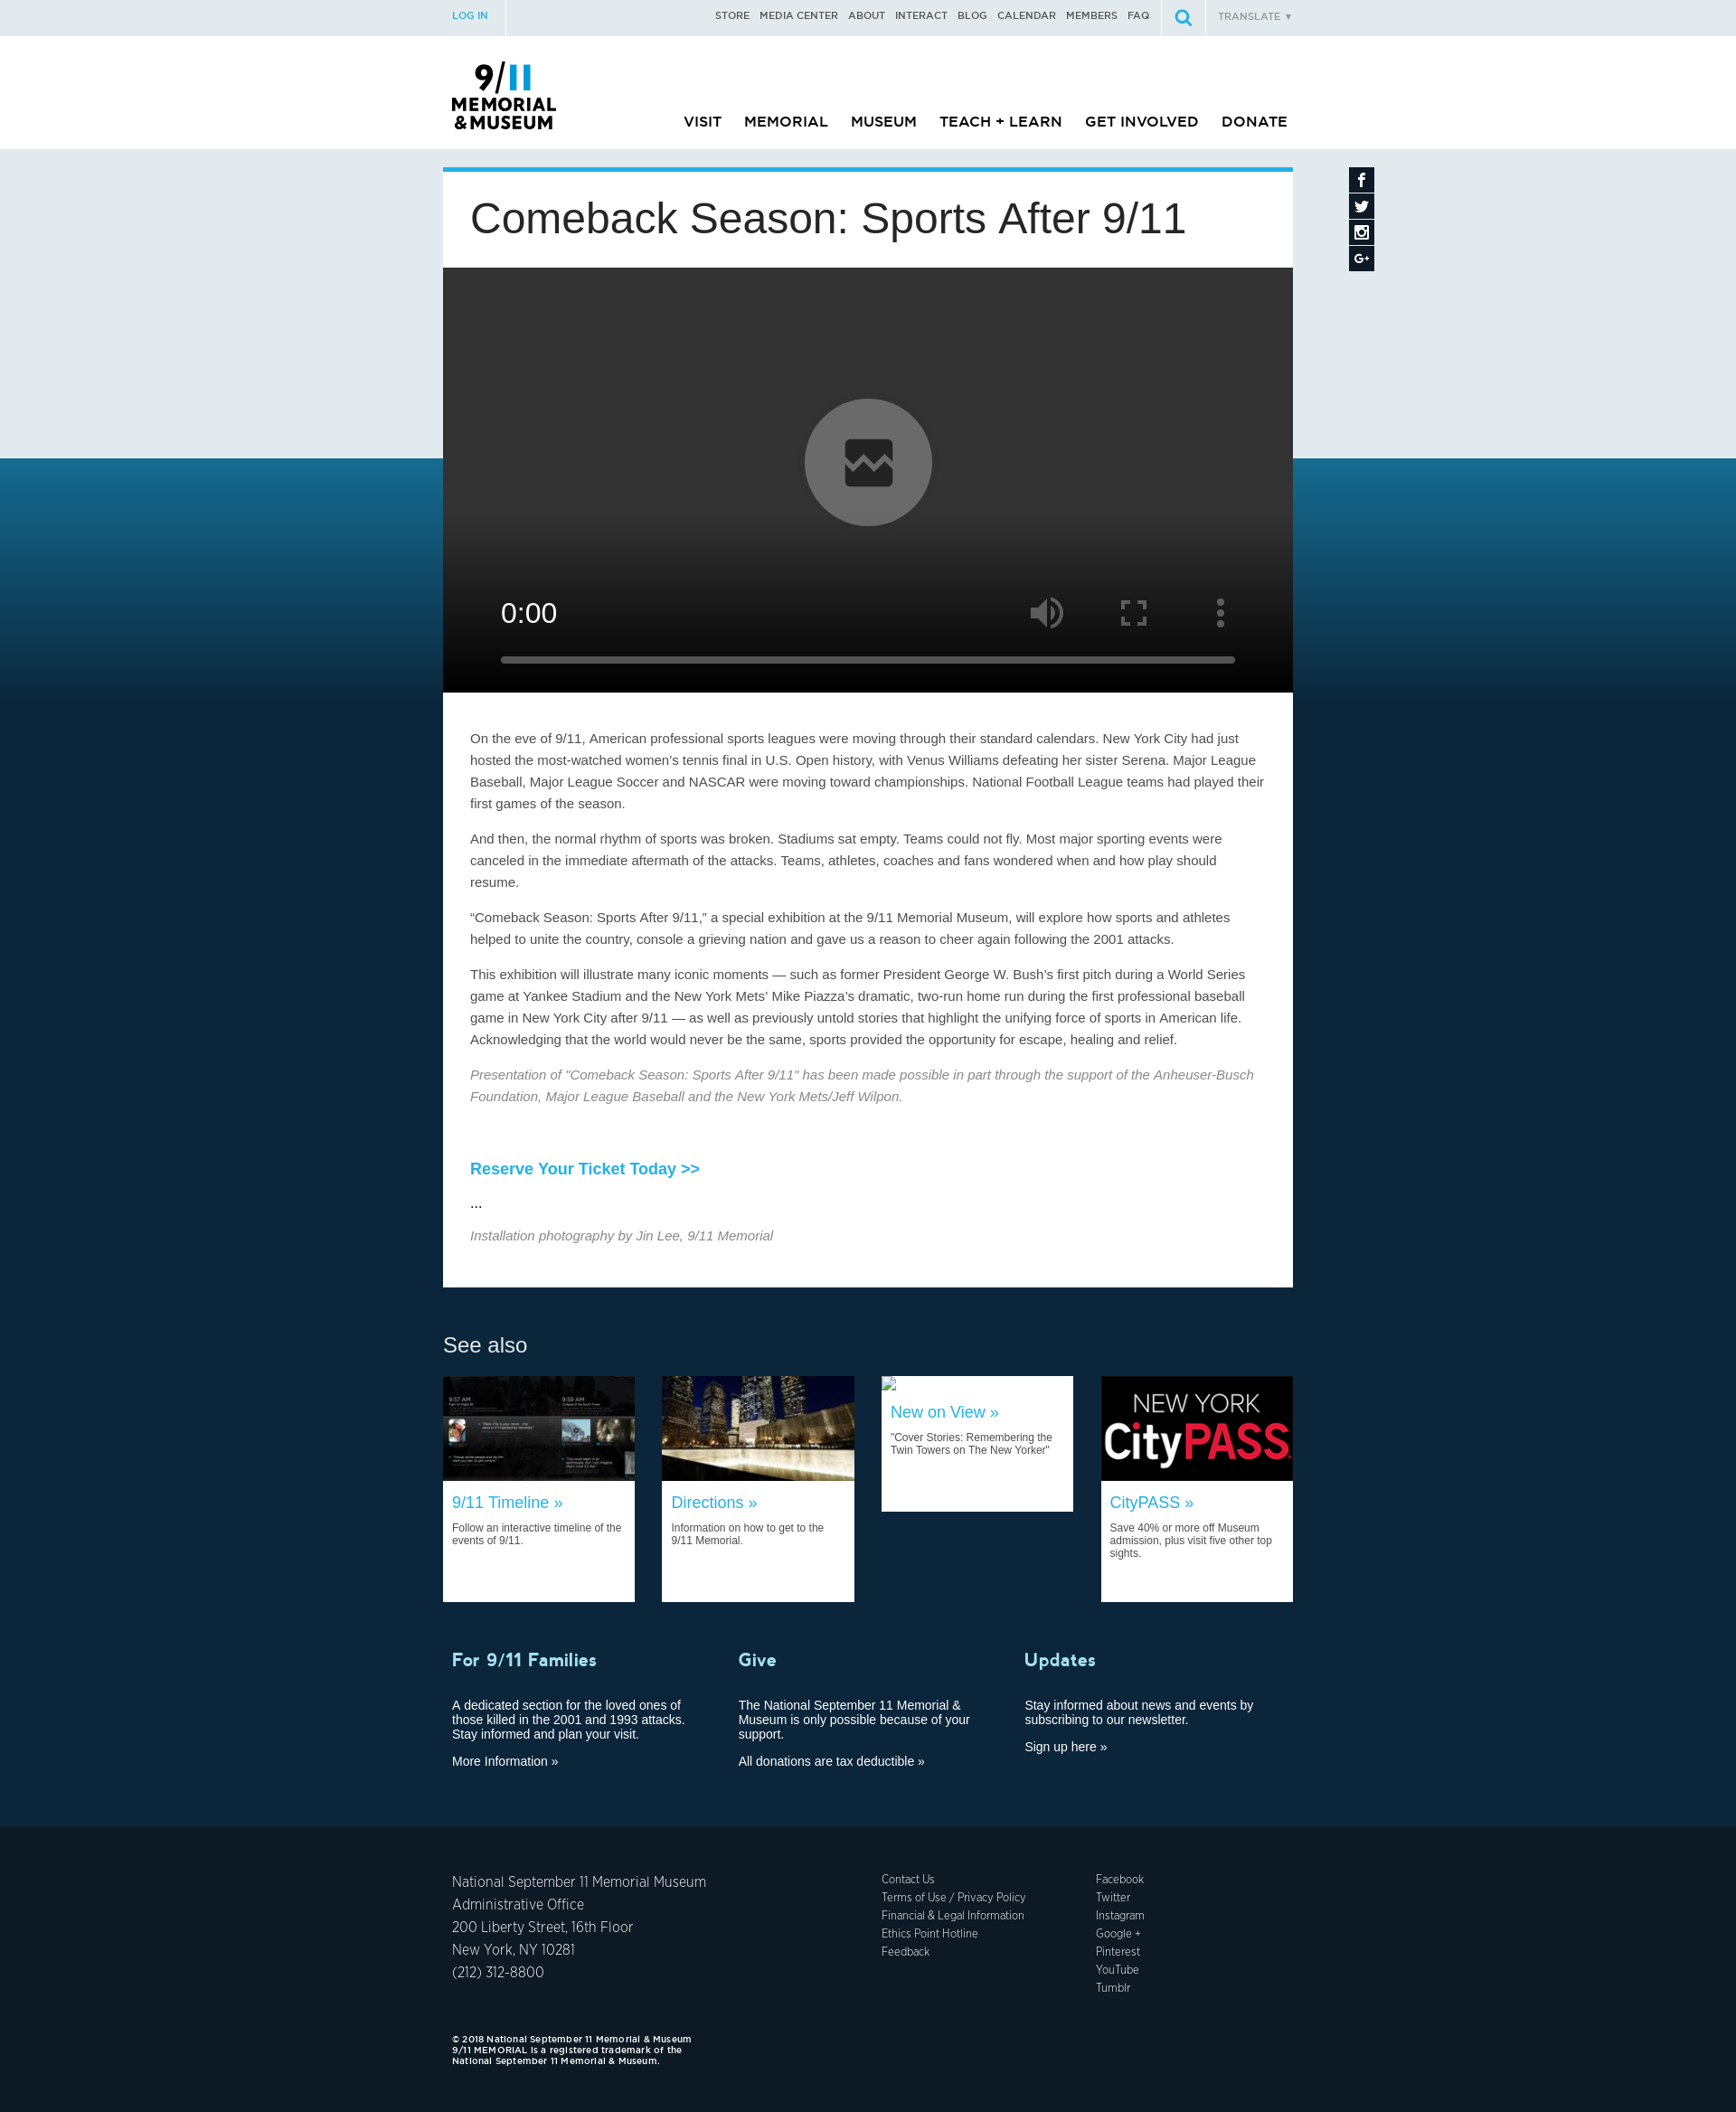 LOG IN
STORE MEDIA CENTER ABOUT INTERACT BLOG CALENDAR MEMBERS FAQ
TRANSLATE ▼
9/11
MEMORIAL
&MUSEUM
VISIT MEMORIAL MUSEUM TEACH + LEARN GET INVOLVED DONATE
Comeback Season: Sports After 9/11
0:00
On the eve of 9/11, American professional sports leagues were moving through their standard calendars. New York City had just
hosted the most-watched women’s tennis final in U.S. Open history, with Venus Williams defeating her sister Serena. Major League
Baseball, Major League Soccer and NASCAR were moving toward championships. National Football League teams had played their
first games of the season.
And then, the normal rhythm of sports was broken. Stadiums sat empty. Teams could not fly. Most major sporting events were
canceled in the immediate aftermath of the attacks. Teams, athletes, coaches and fans wondered when and how play should
resume.
“Comeback Season: Sports After 9/11,” a special exhibition at the 9/11 Memorial Museum, will explore how sports and athletes
helped to unite the country, console a grieving nation and gave us a reason to cheer again following the 2001 attacks.
This exhibition will illustrate many iconic moments — such as former President George W. Bush’s first pitch during a World Series
game at Yankee Stadium and the New York Mets’ Mike Piazza’s dramatic, two-run home run during the first professional baseball
game in New York City after 9/11 — as well as previously untold stories that highlight the unifying force of sports in American life.
Acknowledging that the world would never be the same, sports provided the opportunity for escape, healing and relief.
Presentation of "Comeback Season: Sports After 9/11" has been made possible in part through the support of the Anheuser-Busch
Foundation, Major League Baseball and the New York Mets/Jeff Wilpon.
Reserve Your Ticket Today >>
...
Installation photography by Jin Lee, 9/11 Memorial
See also
9:57 AM
9:59 AM
9/11 Timeline »
Follow an interactive timeline of the
events of 9/11.
Directions »
Information on how to get to the
9/11 Memorial.
New on View »
"Cover Stories: Remembering the
Twin Towers on The New Yorker"
NEW YORK
CityPASS
CityPASS »
Save 40% or more off Museum
admission, plus visit five other top
sights.
For 9/11 Families
A dedicated section for the loved ones of
those killed in the 2001 and 1993 attacks.
Stay informed and plan your visit.
More Information »
Give
The National September 11 Memorial &
Museum is only possible because of your
support.
All donations are tax deductible »
Updates
Stay informed about news and events by
subscribing to our newsletter.
Sign up here »
National September 11 Memorial Museum
Administrative Office
200 Liberty Street, 16th Floor
New York, NY 10281
(212) 312-8800
Contact Us
Terms of Use / Privacy Policy
Financial & Legal Information
Ethics Point Hotline
Feedback
Facebook
Twitter
Instagram
Google +
Pinterest
YouTube
Tumblr
© 2018 National September 11 Memorial & Museum
9/11 MEMORIAL is a registered trademark of the
National September 11 Memorial & Museum.